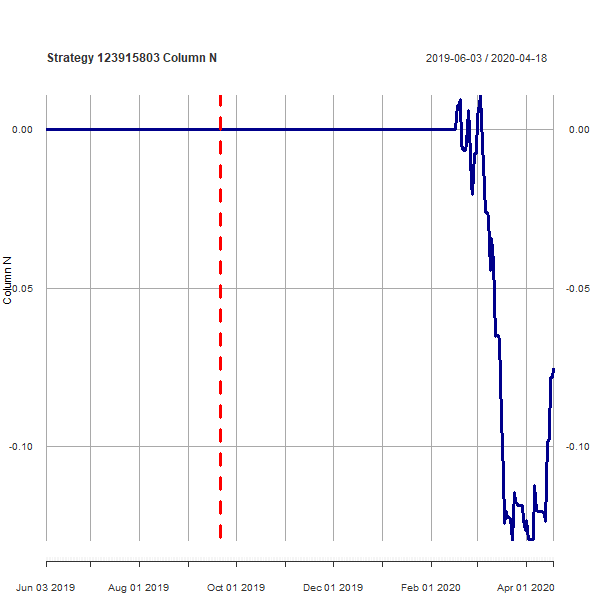 Strategy 123915803 Column N
2019-06-03 / 2020-04-18
0.00
0.00
-0.05
-0.05
-0.10
-0.10
Column N
Jun 03 2019
Aug 01 2019
Oct 01 2019
Dec 01 2019
Feb 01 2020
Apr 01 2020